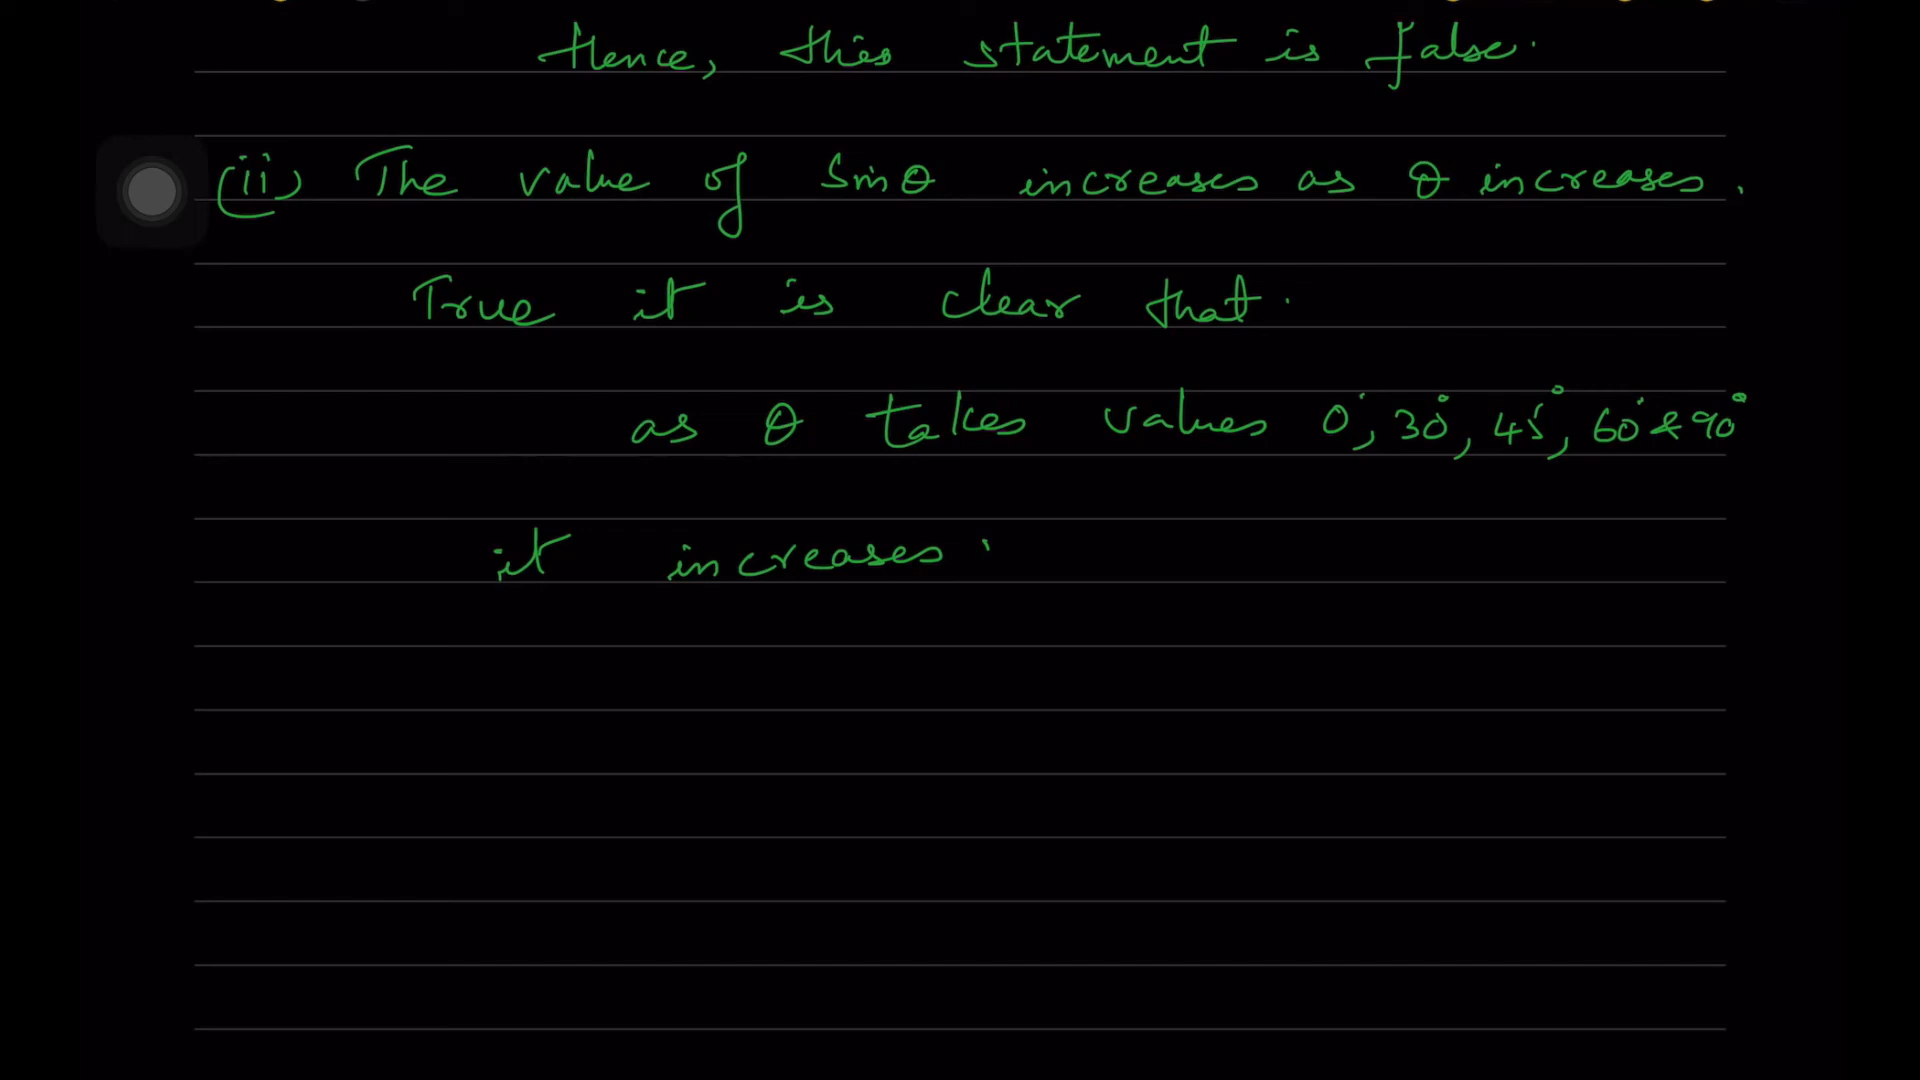 Hence, this statement is false.
(ii) The value of Sinθ increases as θ increases.
True it is clear that.
as θ takes values 0°, 30°, 45°, 60° & 90°
it increases.